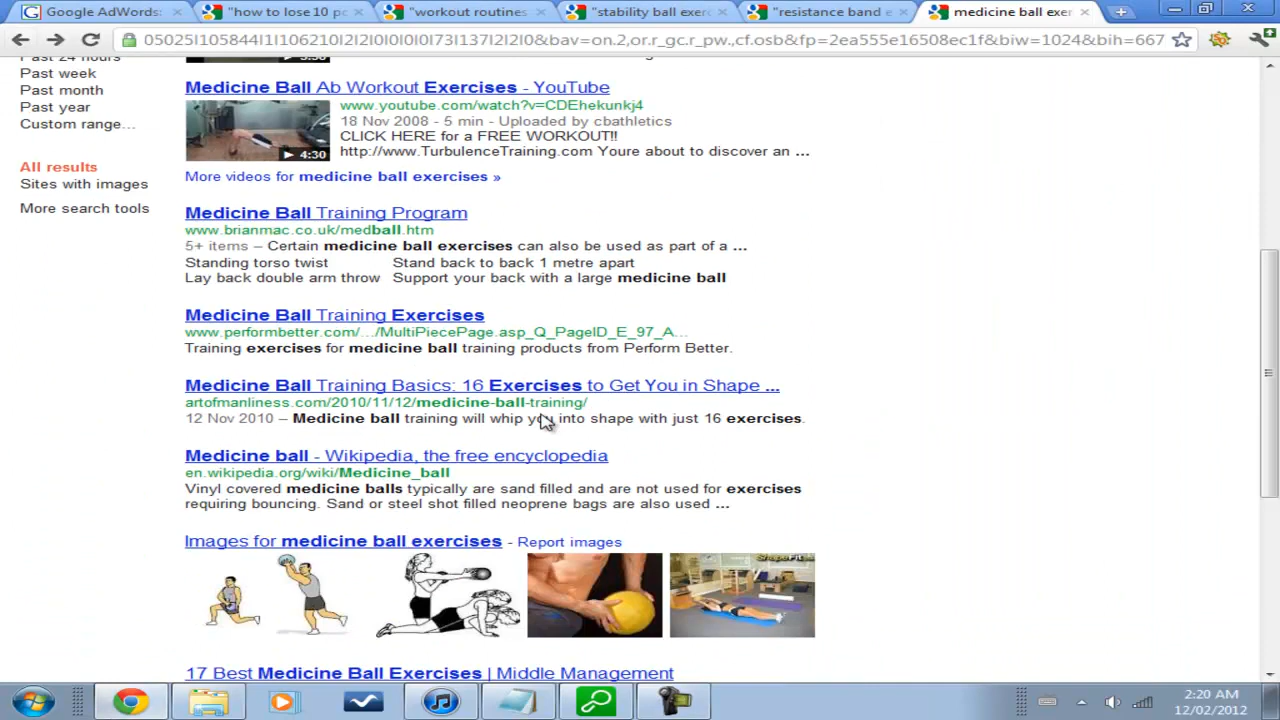 Google AdWords:
"how to lose 10 pc
"workout routines
"stability ball exer
"resistance band e
medicine ball exer
05025l105844l1l106210l2l2l0l0l0l0l73l137l2l2l0&bav=on.2,or.r_gc.r_pw.,cf.osb&fp=2ea555e16508ec1f&biw=1024&bih=667
Past 24 hours
Past week
Past month
Past year
Custom range...
All results
Sites with images
More search tools
Medicine Ball Ab Workout Exercises - YouTube
www.youtube.com/watch?v=CDEhekunkj4
18 Nov 2008 - 5 min - Uploaded by cbathletics
CLICK HERE for a FREE WORKOUT!!
http://www.TurbulenceTraining.com Youre about to discover an ...
4:30
More videos for medicine ball exercises »
Medicine Ball Training Program
www.brianmac.co.uk/medball.htm
5+ items – Certain medicine ball exercises can also be used as part of a ...
Standing torso twist Stand back to back 1 metre apart
Lay back double arm throw Support your back with a large medicine ball
Medicine Ball Training Exercises
www.performbetter.com/.../MultiPiecePage.asp_Q_PageID_E_97_A...
Training exercises for medicine ball training products from Perform Better.
Medicine Ball Training Basics: 16 Exercises to Get You in Shape ...
artofmanliness.com/2010/11/12/medicine-ball-training/
12 Nov 2010 – Medicine ball training will whip you into shape with just 16 exercises.
Medicine ball - Wikipedia, the free encyclopedia
en.wikipedia.org/wiki/Medicine_ball
Vinyl covered medicine balls typically are sand filled and are not used for exercises
requiring bouncing. Sand or steel shot filled neoprene bags are also used ...
Images for medicine ball exercises - Report images
17 Best Medicine Ball Exercises | Middle Management
2:20 AM
12/02/2012